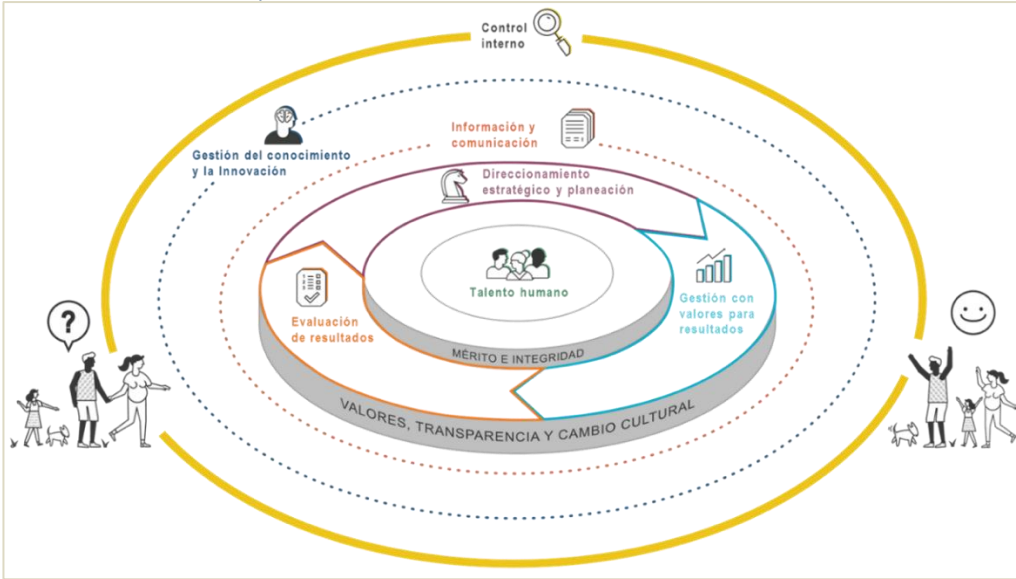 Control
interno
Información y
comunicación
Gestión del conocimiento
y la Innovación
Direccionamiento
estratégico y planeación
Talento humano
Gestión con
valores para
resultados
Evaluación
de resultados
MÉRITO E INTEGRIDAD
VALORES, TRANSPARENCIA Y CAMBIO CULTURAL
?